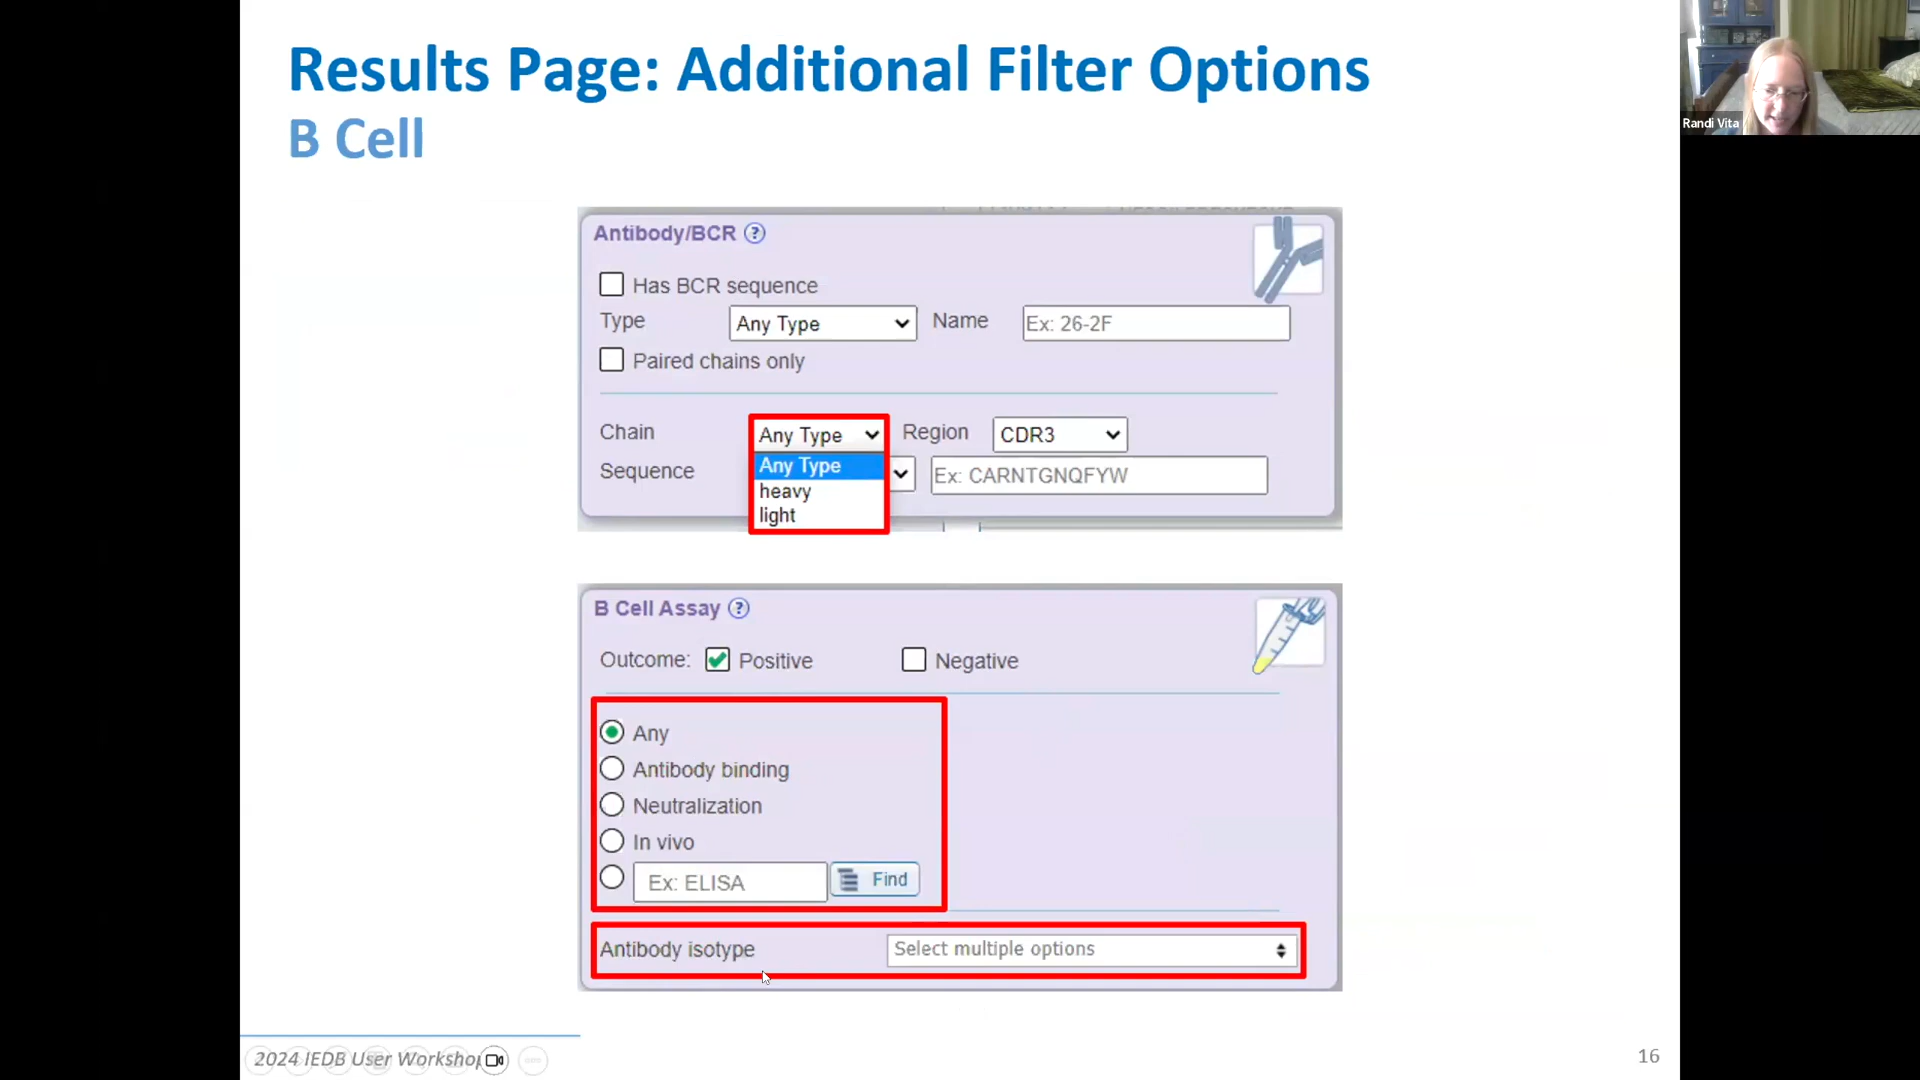 Results Page: Additional Filter Options
B Cell
Randi Vita
Antibody/BCR ?
Has BCR sequence
Type Any Type Name Ex: 26-2F
Paired chains only
Chain Any Type Region CDR3
Sequence Any Type Ex: CARNTGNQFYW
heavy
light
B Cell Assay ?
Outcome: Positive Negative
Any
Antibody binding
Neutralization
In vivo
Ex: ELISA Find
Antibody isotype Select multiple options
2024 IEDB User Workshop
16